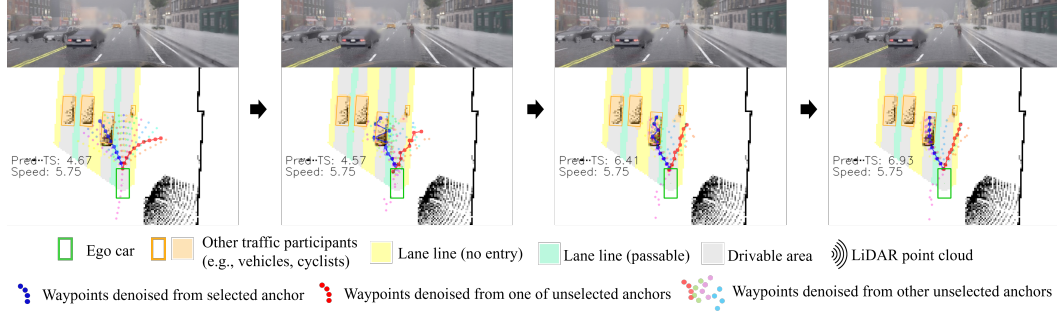 Pred TS: 4.67
Speed: 5.75
Pred TS: 4.57
Speed: 5.75
Pred TS: 6.41
Speed: 5.75
Pred TS: 6.93
Speed: 5.75
Ego car
Other traffic participants
(e.g., vehicles, cyclists)
Lane line (no entry)
Lane line (passable)
Drivable area
LiDAR point cloud
Waypoints denoised from selected anchor
Waypoints denoised from one of unselected anchors
Waypoints denoised from other unselected anchors